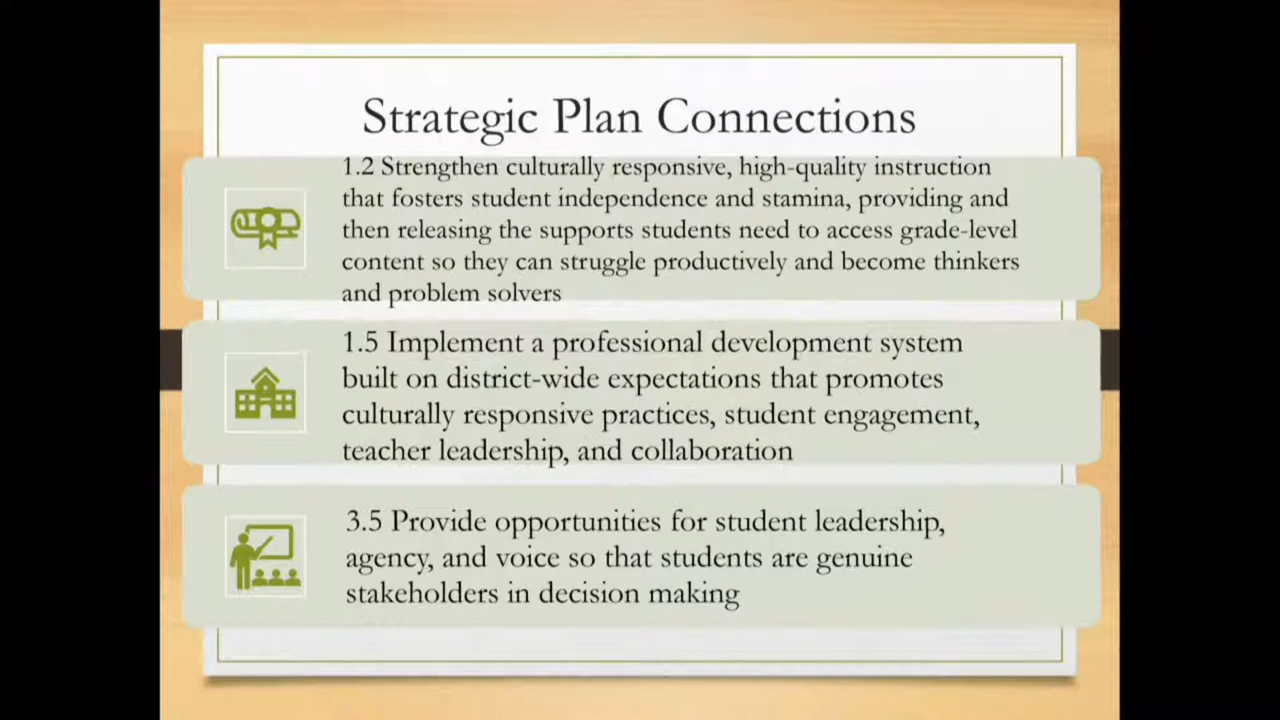 Strategic Plan Connections
1.2 Strengthen culturally responsive, high-quality instruction
that fosters student independence and stamina, providing and
then releasing the supports students need to access grade-level
content so they can struggle productively and become thinkers
and problem solvers
1.5 Implement a professional development system
built on district-wide expectations that promotes
culturally responsive practices, student engagement,
teacher leadership, and collaboration
3.5 Provide opportunities for student leadership,
agency, and voice so that students are genuine
stakeholders in decision making